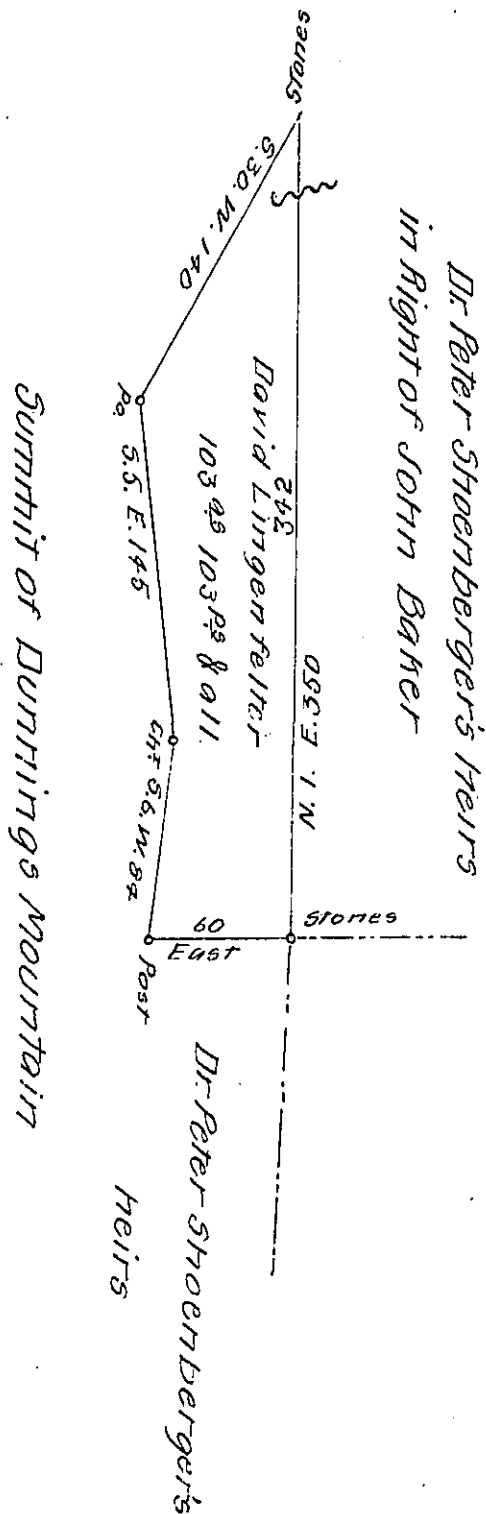 Dr. Peter Shoenberger's Heirs
in Right of John Baker
Stones
S. 30. W. 140
N. 1. E. 350
342
David Lingenfelter
103 as 103 ps & all.
Po.
S. 5. E. 145
Cht
S. 6. W. 84
Stones
60
East
Post
Dr. Peter Shoenberger's
heirs
Summit of Dunnings Mountain